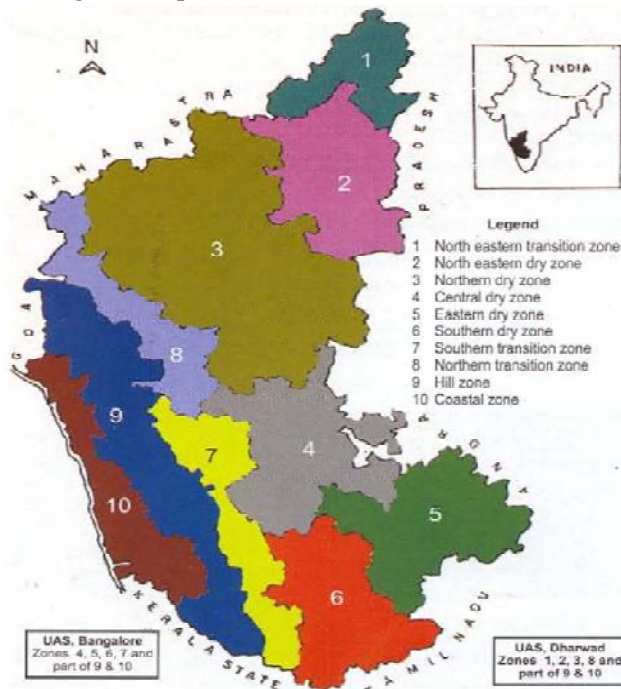 N
INDIA
MAHARASTRA
PRADESH
GOA
Legend
1 North eastern transition zone
2 North eastern dry zone
3 Northern dry zone
4 Central dry zone
5 Eastern dry zone
6 Southern dry zone
7 Southern transition zone
8 Northern transition zone
9 Hill zone
10 Coastal zone
1
2
3
8
9
7
4
10
5
6
KERALA STATE
TAMIL NADU
UAS, Bangalore
Zones 4, 5, 6, 7 and
part of 9 & 10
UAS, Dharwad
Zones 1, 2, 3, 8 and
part of 9 & 10